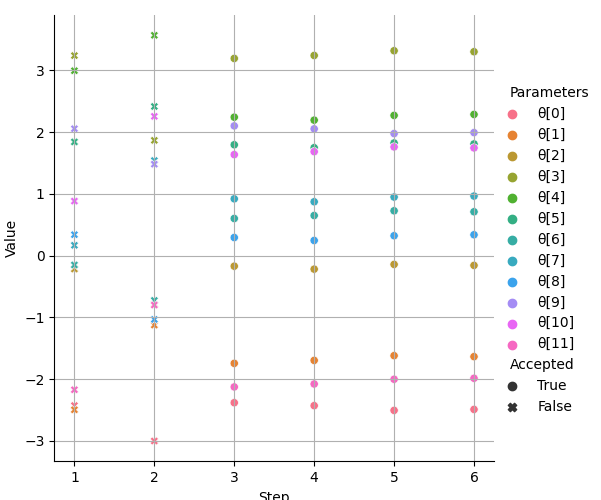 Value
3
2
1
0
−1
−2
−3
1 2 3 4 5 6
Step
Parameters
θ[0]
θ[1]
θ[2]
θ[3]
θ[4]
θ[5]
θ[6]
θ[7]
θ[8]
θ[9]
θ[10]
θ[11]
Accepted
True
False